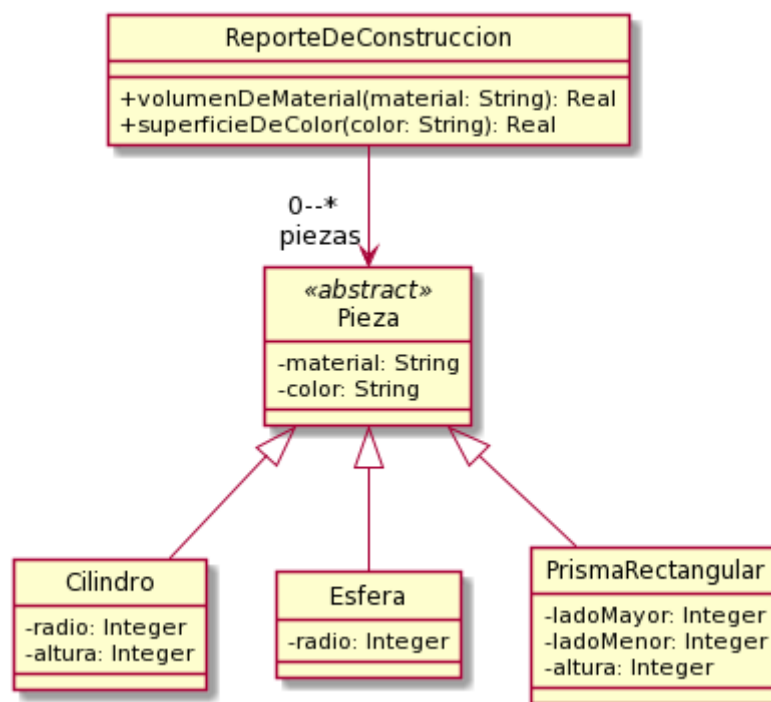 ReporteDeConstruccion
+volumenDeMaterial(material: String): Real
+superficieDeColor(color: String): Real
0--*
piezas
«abstract»
Pieza
-material: String
-color: String
Cilindro
-radio: Integer
-altura: Integer
Esfera
-radio: Integer
PrismaRectangular
-ladoMayor: Integer
-ladoMenor: Integer
-altura: Integer